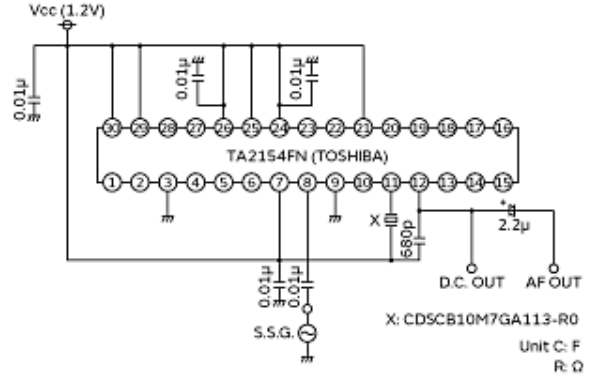 Vcc (1.2V)
0.01μ
0.01μ
0.01μ
30 29 28 27 26 25 24 23 22 21 20 19 18 17 16
TA2154FN (TOSHIBA)
1 2 3 4 5 6 7 8 9 10 11 12 13 14 15
X
680p
2.2μ
+
0.01μ
0.01μ
D.C. OUT
AF OUT
S.S.G.
X: CDSCB10M7GA113-R0
Unit C: F
R: Ω